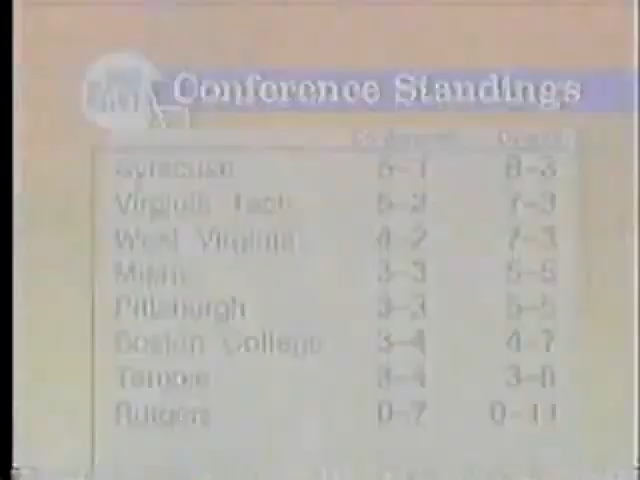 Conference Standings
Syracuse 6-1 8-3
Virginia Tech 5-2 7-3
West Virginia 4-2 7-3
Miami 3-3 5-5
Pittsburgh 3-3 5-5
Boston College 3-4 4-7
Temple 3-4 3-8
Rutgers 0-7 0-11